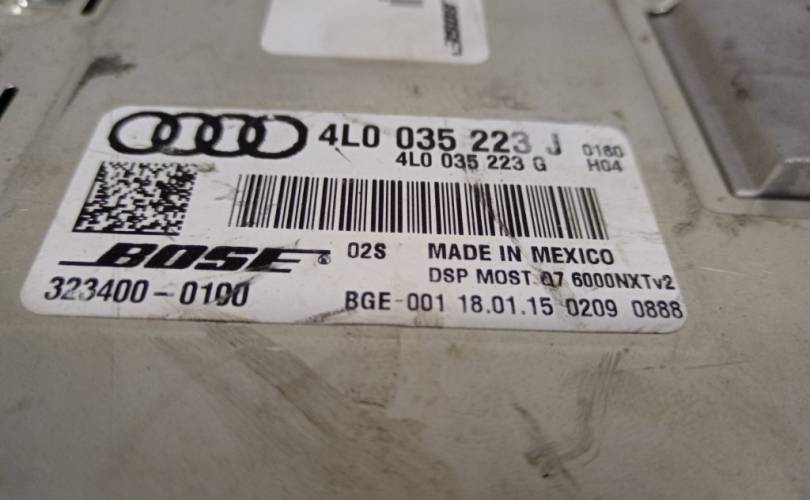 BOSE
4L0 035 223 J 0180
4L0 035 223 G H04
BOSE® 02S MADE IN MEXICO
DSP MOST Q7 6000NXTv2
323400-0100 BGE-001 18.01.15 0209 0888